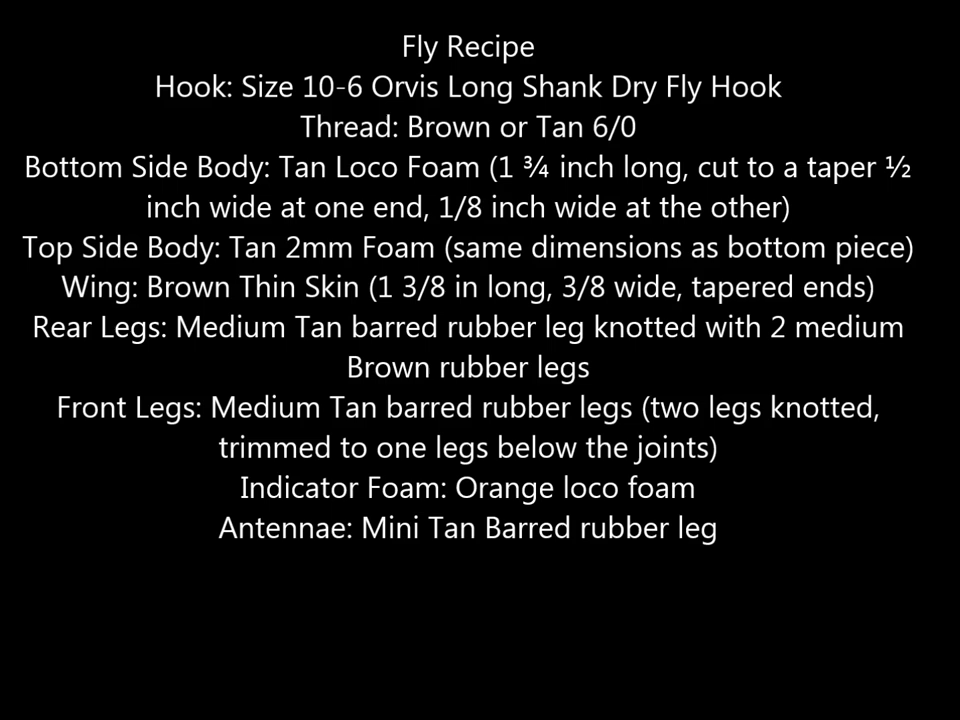 Fly Recipe
Hook: Size 10-6 Orvis Long Shank Dry Fly Hook
Thread: Brown or Tan 6/0
Bottom Side Body: Tan Loco Foam (1 ¾ inch long, cut to a taper ½
inch wide at one end, 1/8 inch wide at the other)
Top Side Body: Tan 2mm Foam (same dimensions as bottom piece)
Wing: Brown Thin Skin (1 3/8 in long, 3/8 wide, tapered ends)
Rear Legs: Medium Tan barred rubber leg knotted with 2 medium
Brown rubber legs
Front Legs: Medium Tan barred rubber legs (two legs knotted,
trimmed to one legs below the joints)
Indicator Foam: Orange loco foam
Antennae: Mini Tan Barred rubber leg